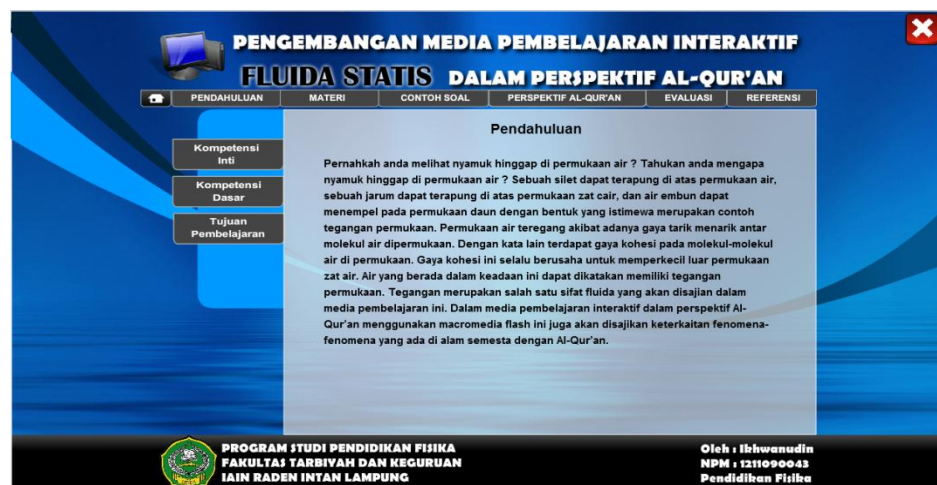 PENGEMBANGAN MEDIA PEMBELAJARAN INTERAKTIF
FLUIDA STATIS DALAM PERSPEKTIF AL-QUR'AN
PENDAHULUAN MATERI CONTOH SOAL PERSPEKTIF AL-QUR'AN EVALUASI REFERENSI
Kompetensi
Inti
Kompetensi
Dasar
Tujuan
Pembelajaran
Pendahuluan
Pernahkah anda melihat nyamuk hinggap di permukaan air ? Tahukan anda mengapa
nyamuk hinggap di permukaan air ? Sebuah silet dapat terapung di atas permukaan air,
sebuah jarum dapat terapung di atas permukaan zat cair, dan air embun dapat
menempel pada permukaan daun dengan bentuk yang istimewa merupakan contoh
tegangan permukaan. Permukaan air teregang akibat adanya gaya tarik menarik antar
molekul air dipermukaan. Dengan kata lain terdapat gaya kohesi pada molekul-molekul
air di permukaan. Gaya kohesi ini selalu berusaha untuk memperkecil luar permukaan
zat air. Air yang berada dalam keadaan ini dapat dikatakan memiliki tegangan
permukaan. Tegangan merupakan salah satu sifat fluida yang akan disajian dalam
media pembelajaran ini. Dalam media pembelajaran interaktif dalam perspektif Al-
Qur'an menggunakan macromedia flash ini juga akan disajikan keterkaitan fenomena-
fenomena yang ada di alam semesta dengan Al-Qur'an.
PROGRAM STUDI PENDIDIKAN FISIKA
FAKULTAS TARBIYAH DAN KEGURUAN
IAIN RADEN INTAN LAMPUNG
Oleh : Ikhwanudin
NPM : 1211090043
Pendidikan Fisika